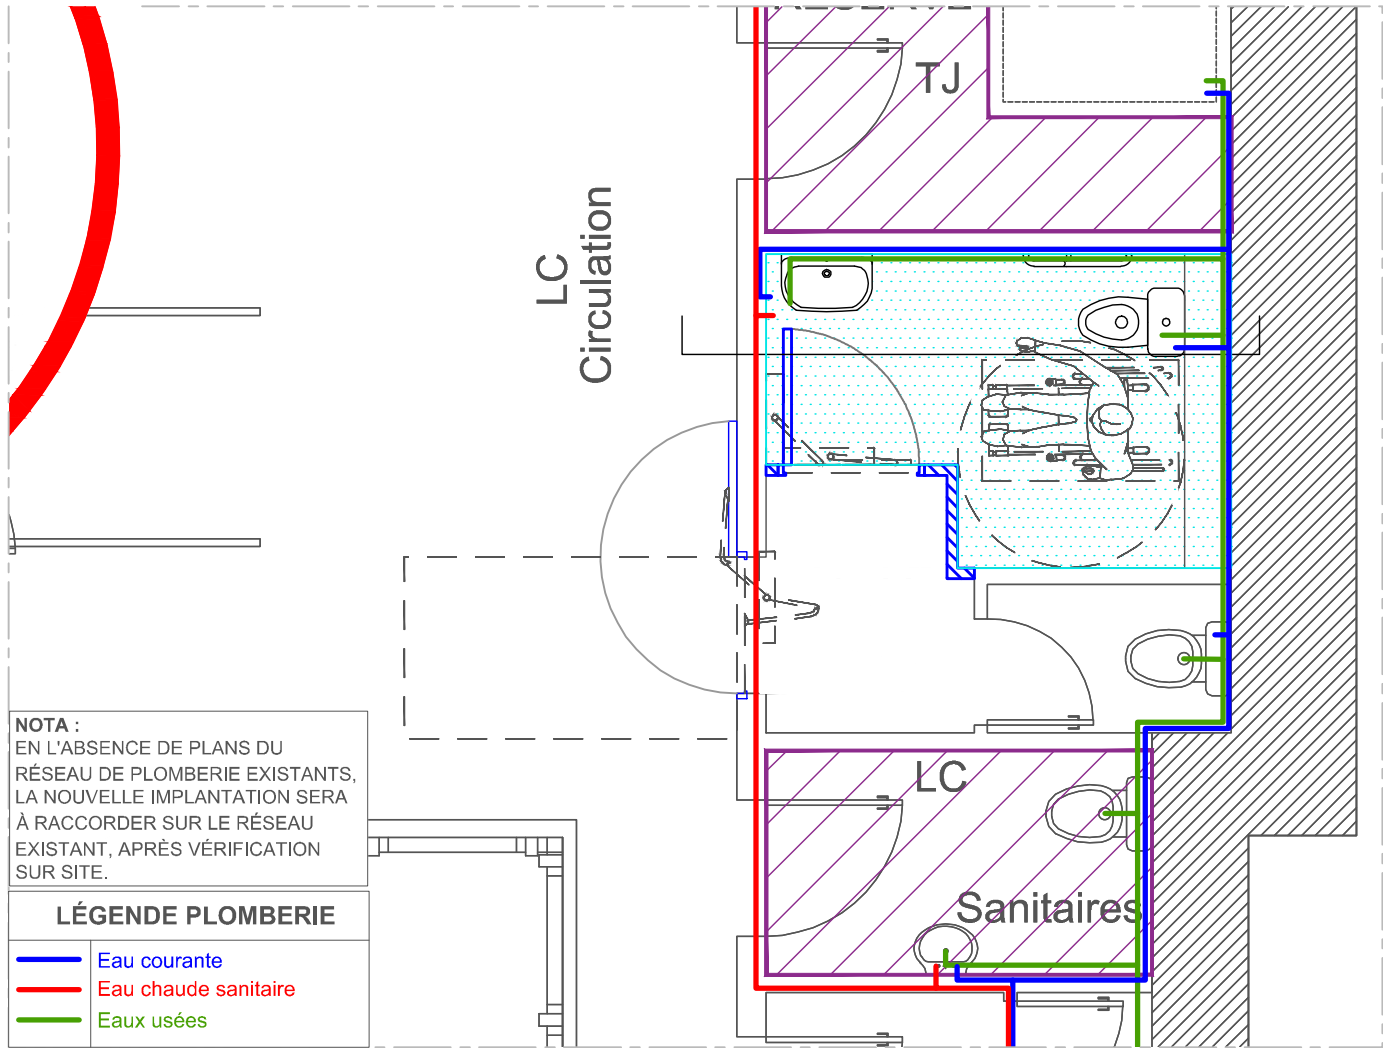 TJ
LC
Circulation
NOTA :
EN L'ABSENCE DE PLANS DU
RÉSEAU DE PLOMBERIE EXISTANTS,
LA NOUVELLE IMPLANTATION SERA
À RACCORDER SUR LE RÉSEAU
EXISTANT, APRÈS VÉRIFICATION
SUR SITE.
LC
Sanitaires
LÉGENDE PLOMBERIE
Eau courante
Eau chaude sanitaire
Eaux usées